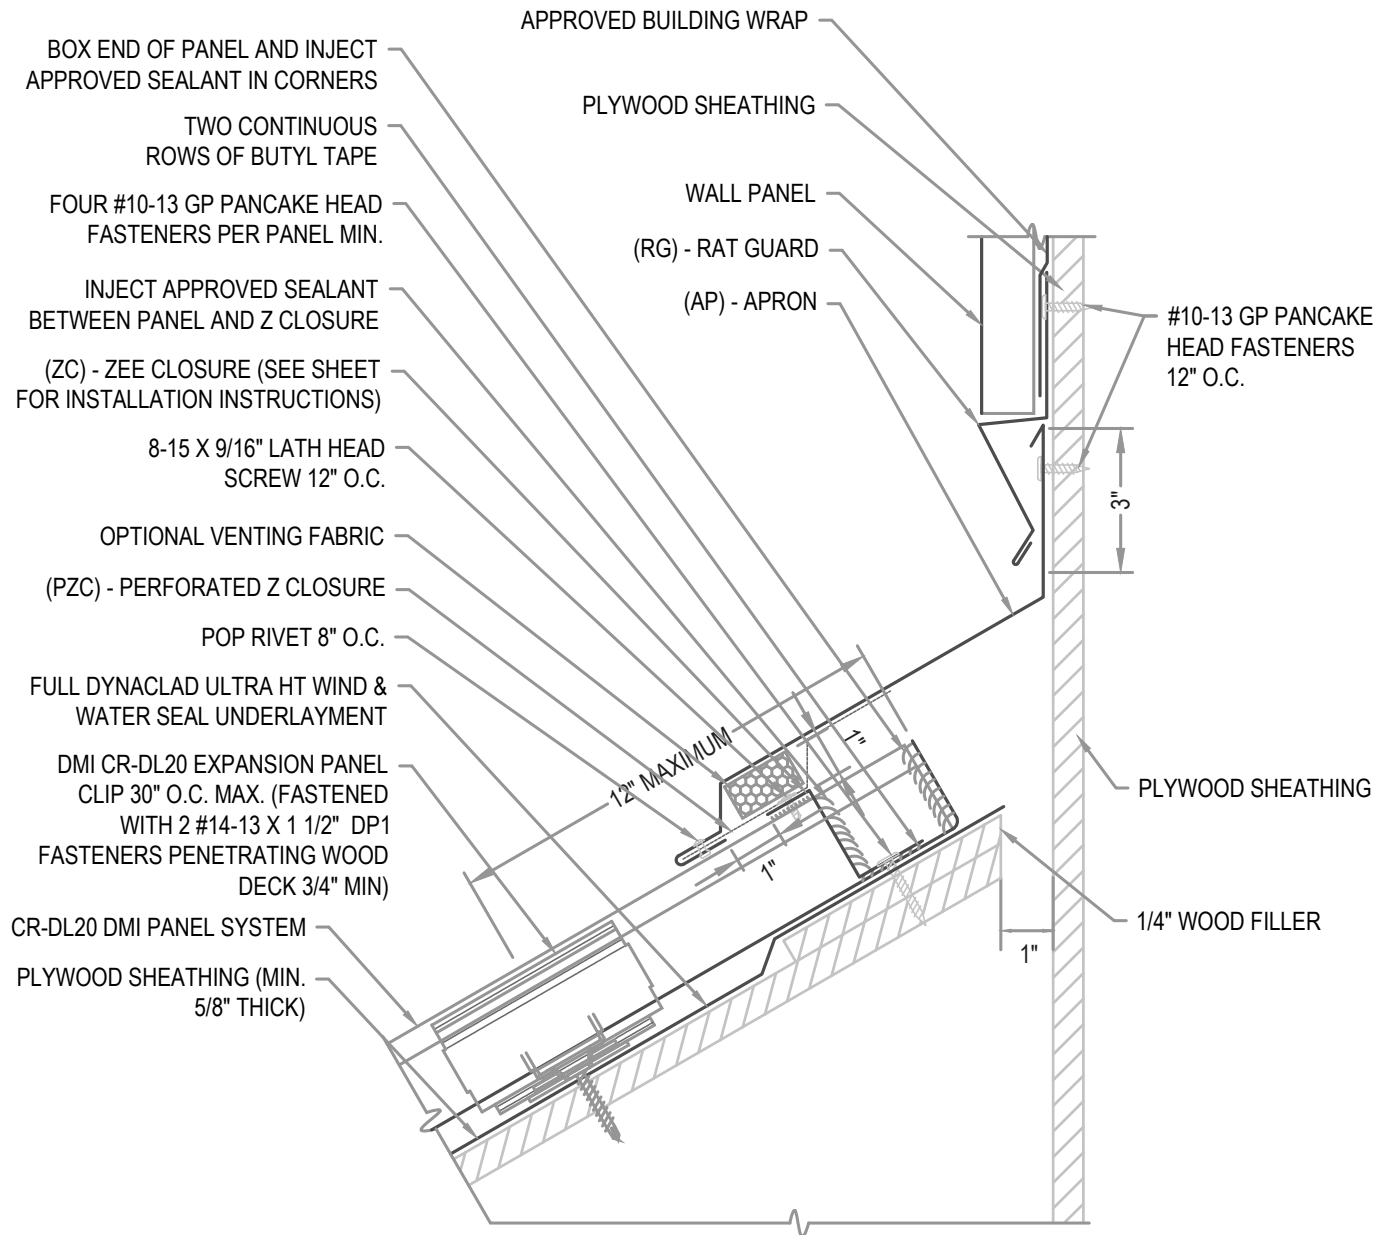 APPROVED BUILDING WRAP
BOX END OF PANEL AND INJECT
APPROVED SEALANT IN CORNERS
PLYWOOD SHEATHING
TWO CONTINUOUS
ROWS OF BUTYL TAPE
WALL PANEL
FOUR #10-13 GP PANCAKE HEAD
FASTENERS PER PANEL MIN.
(RG) - RAT GUARD
INJECT APPROVED SEALANT
BETWEEN PANEL AND Z CLOSURE
(AP) - APRON
#10-13 GP PANCAKE
HEAD FASTENERS
12" O.C.
(ZC) - ZEE CLOSURE (SEE SHEET
FOR INSTALLATION INSTRUCTIONS)
8-15 X 9/16" LATH HEAD
SCREW 12" O.C.
3"
OPTIONAL VENTING FABRIC
(PZC) - PERFORATED Z CLOSURE
POP RIVET 8" O.C.
FULL DYNACLAD ULTRA HT WIND &
WATER SEAL UNDERLAYMENT
12" MAXIMUM
1"
DMI CR-DL20 EXPANSION PANEL
CLIP 30" O.C. MAX. (FASTENED
WITH 2 #14-13 X 1 1/2"  DP1
FASTENERS PENETRATING WOOD
DECK 3/4" MIN)
PLYWOOD SHEATHING
1"
CR-DL20 DMI PANEL SYSTEM
1/4" WOOD FILLER
1"
PLYWOOD SHEATHING (MIN.
5/8" THICK)